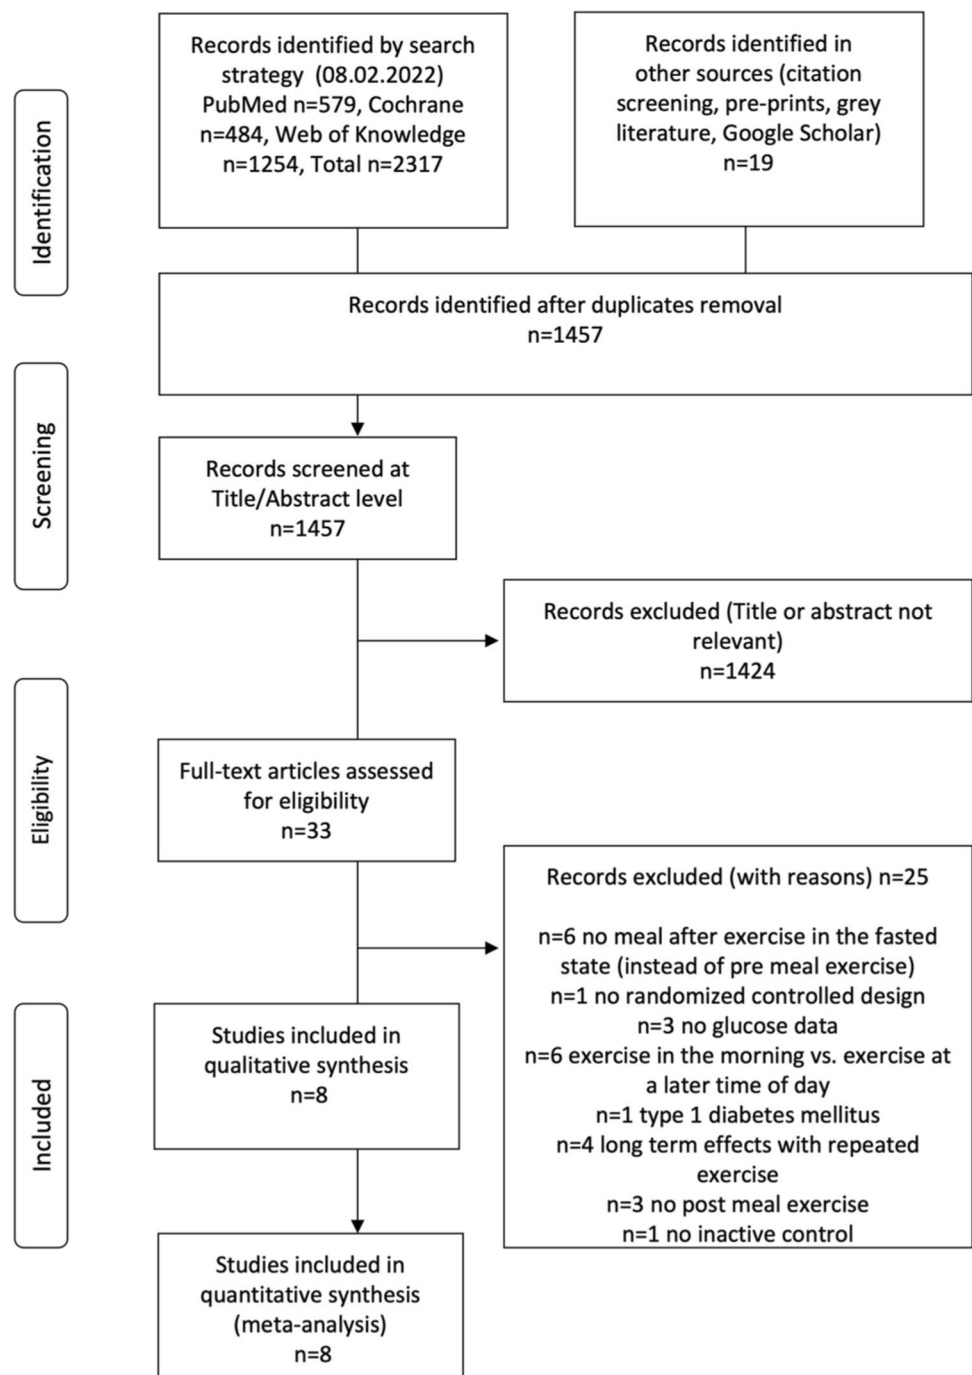 Records identified by search
strategy (08.02.2022)
PubMed n=579, Cochrane
n=484, Web of Knowledge
n=1254, Total n=2317
Records identified in
other sources (citation
screening, pre-prints, grey
literature, Google Scholar)
n=19
Identification
Records identified after duplicates removal
n=1457
Screening
Records screened at
Title/Abstract level
n=1457
Records excluded (Title or abstract not
relevant)
n=1424
Eligibility
Full-text articles assessed
for eligibility
n=33
Records excluded (with reasons) n=25
n=6 no meal after exercise in the fasted
state (instead of pre meal exercise)
n=1 no randomized controlled design
n=3 no glucose data
n=6 exercise in the morning vs. exercise at
a later time of day
n=1 type 1 diabetes mellitus
n=4 long term effects with repeated
exercise
n=3 no post meal exercise
n=1 no inactive control
Included
Studies included in
qualitative synthesis
n=8
Studies included in
quantitative synthesis
(meta-analysis)
n=8